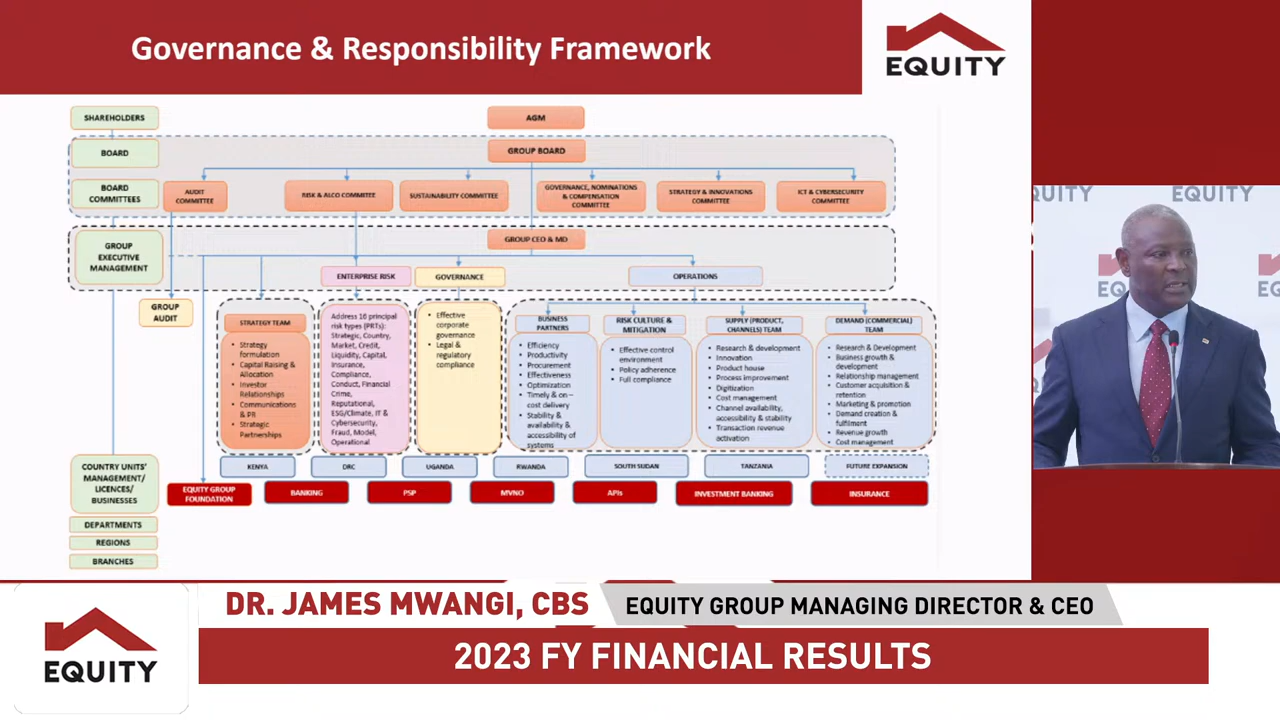 Governance & Responsibility Framework
EQUITY
SHAREHOLDERS
AGM
BOARD
GROUP BOARD
BOARD
COMMITTEES
AUDIT
COMMITTEE
RISK & ALCO COMMITEE
SUSTAINABILITY COMMITTEE
GOVERNANCE, NOMINATIONS
& COMPENSATION
COMMITTEE
STRATEGY & INNOVATIONS
COMMITTEE
ICT & CYBERSECURITY
COMMITTEE
GROUP
EXECUTIVE
MANAGEMENT
GROUP CEO & MD
ENTERPRISE RISK
GOVERNANCE
OPERATIONS
GROUP
AUDIT
STRATEGY TEAM
• Strategy
formulation
• Capital Raising &
Allocation
• Investor
Relationships
• Communications
& PR
• Strategic
Partnerships
Address 16 principal
risk types (PRTs):
Strategic, Country,
Market, Credit,
Liquidity, Capital,
Insurance,
Compliance,
Conduct, Financial
Crime,
Reputational,
ESG/Climate, IT &
Cybersecurity,
Fraud, Model,
Operational
• Effective
corporate
governance
• Legal &
regulatory
compliance
BUSINESS
PARTNERS
• Efficiency
• Productivity
• Procurement
• Effectiveness
• Optimization
• Timely & on–
cost delivery
• Stability &
availability &
accessibility of
systems
RISK CULTURE &
MITIGATION
• Effective control
environment
• Policy adherence
• Full compliance
SUPPLY (PRODUCT,
CHANNELS) TEAM
• Research & development
• Innovation
• Product house
• Process improvement
• Digitization
• Cost management
• Channel availability,
accessibility & stability
• Transaction revenue
activation
DEMAND (COMMERCIAL)
TEAM
• Research & Development
• Business growth &
development
• Relationship management
• Customer acquisition &
retention
• Marketing & promotion
• Demand creation &
fulfilment
• Revenue growth
• Cost management
COUNTRY UNITS'
MANAGEMENT/
LICENCES/
BUSINESSES
KENYA
DRC
UGANDA
RWANDA
SOUTH SUDAN
TANZANIA
FUTURE EXPANSION
EQUITY GROUP
FOUNDATION
BANKING
PSP
MVNO
APIs
INVESTMENT BANKING
INSURANCE
DEPARTMENTS
REGIONS
BRANCHES
UITY
EQUITY
EQ
EQUITY
DR. JAMES MWANGI, CBS
EQUITY GROUP MANAGING DIRECTOR & CEO
2023 FY FINANCIAL RESULTS